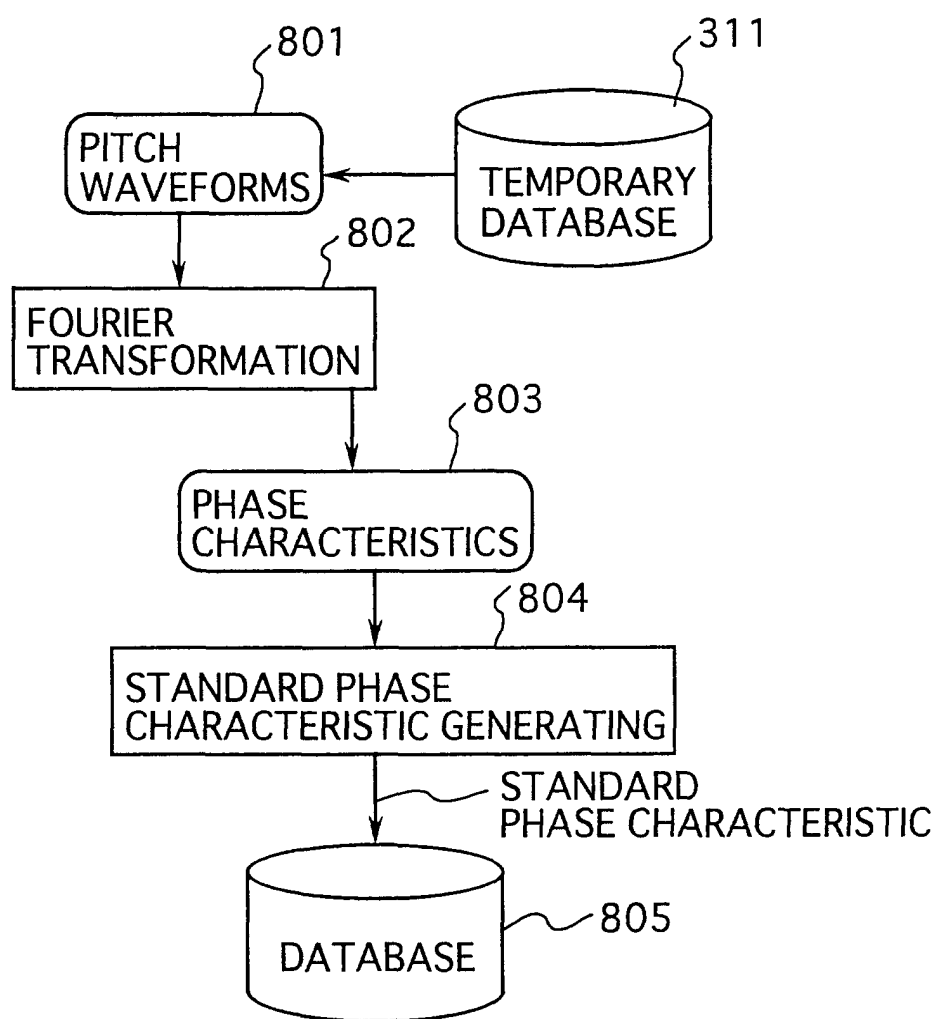 801
311
PITCH
WAVEFORMS
TEMPORARY
DATABASE
802
FOURIER
TRANSFORMATION
803
PHASE
CHARACTERISTICS
804
STANDARD PHASE
CHARACTERISTIC GENERATING
STANDARD
PHASE CHARACTERISTIC
805
DATABASE